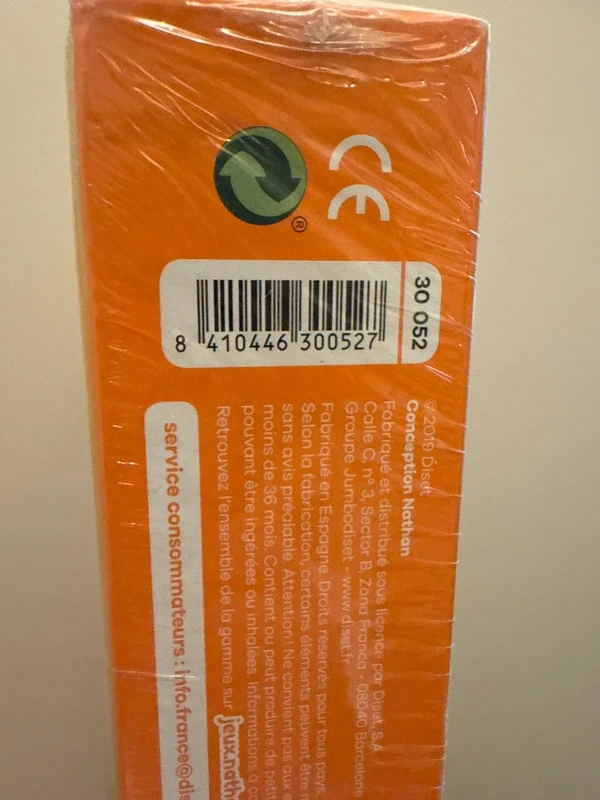 CE
®
30 052
8 410446 300527
© 2019 Diset
Conception Nathan
Fabriqué et distribué sous licence par Diset, S.A.
Calle C, n° 3, Sector B, Zona Franca - 08040 Barcelone
Groupe Jumbodiset - www.diset.fr
Fabriqué en Espagne. Droits réservés pour tous pays.
Selon la fabrication, certains éléments peuvent être
sans avis préalable. Attention! Ne convient pas aux
moins de 36 mois. Contient ou peut produire de petit
pouvant être ingérées ou inhalées. Informations à
Retrouvez l'ensemble de la gamme sur jeux.nath
service consommateurs : info.france@dis